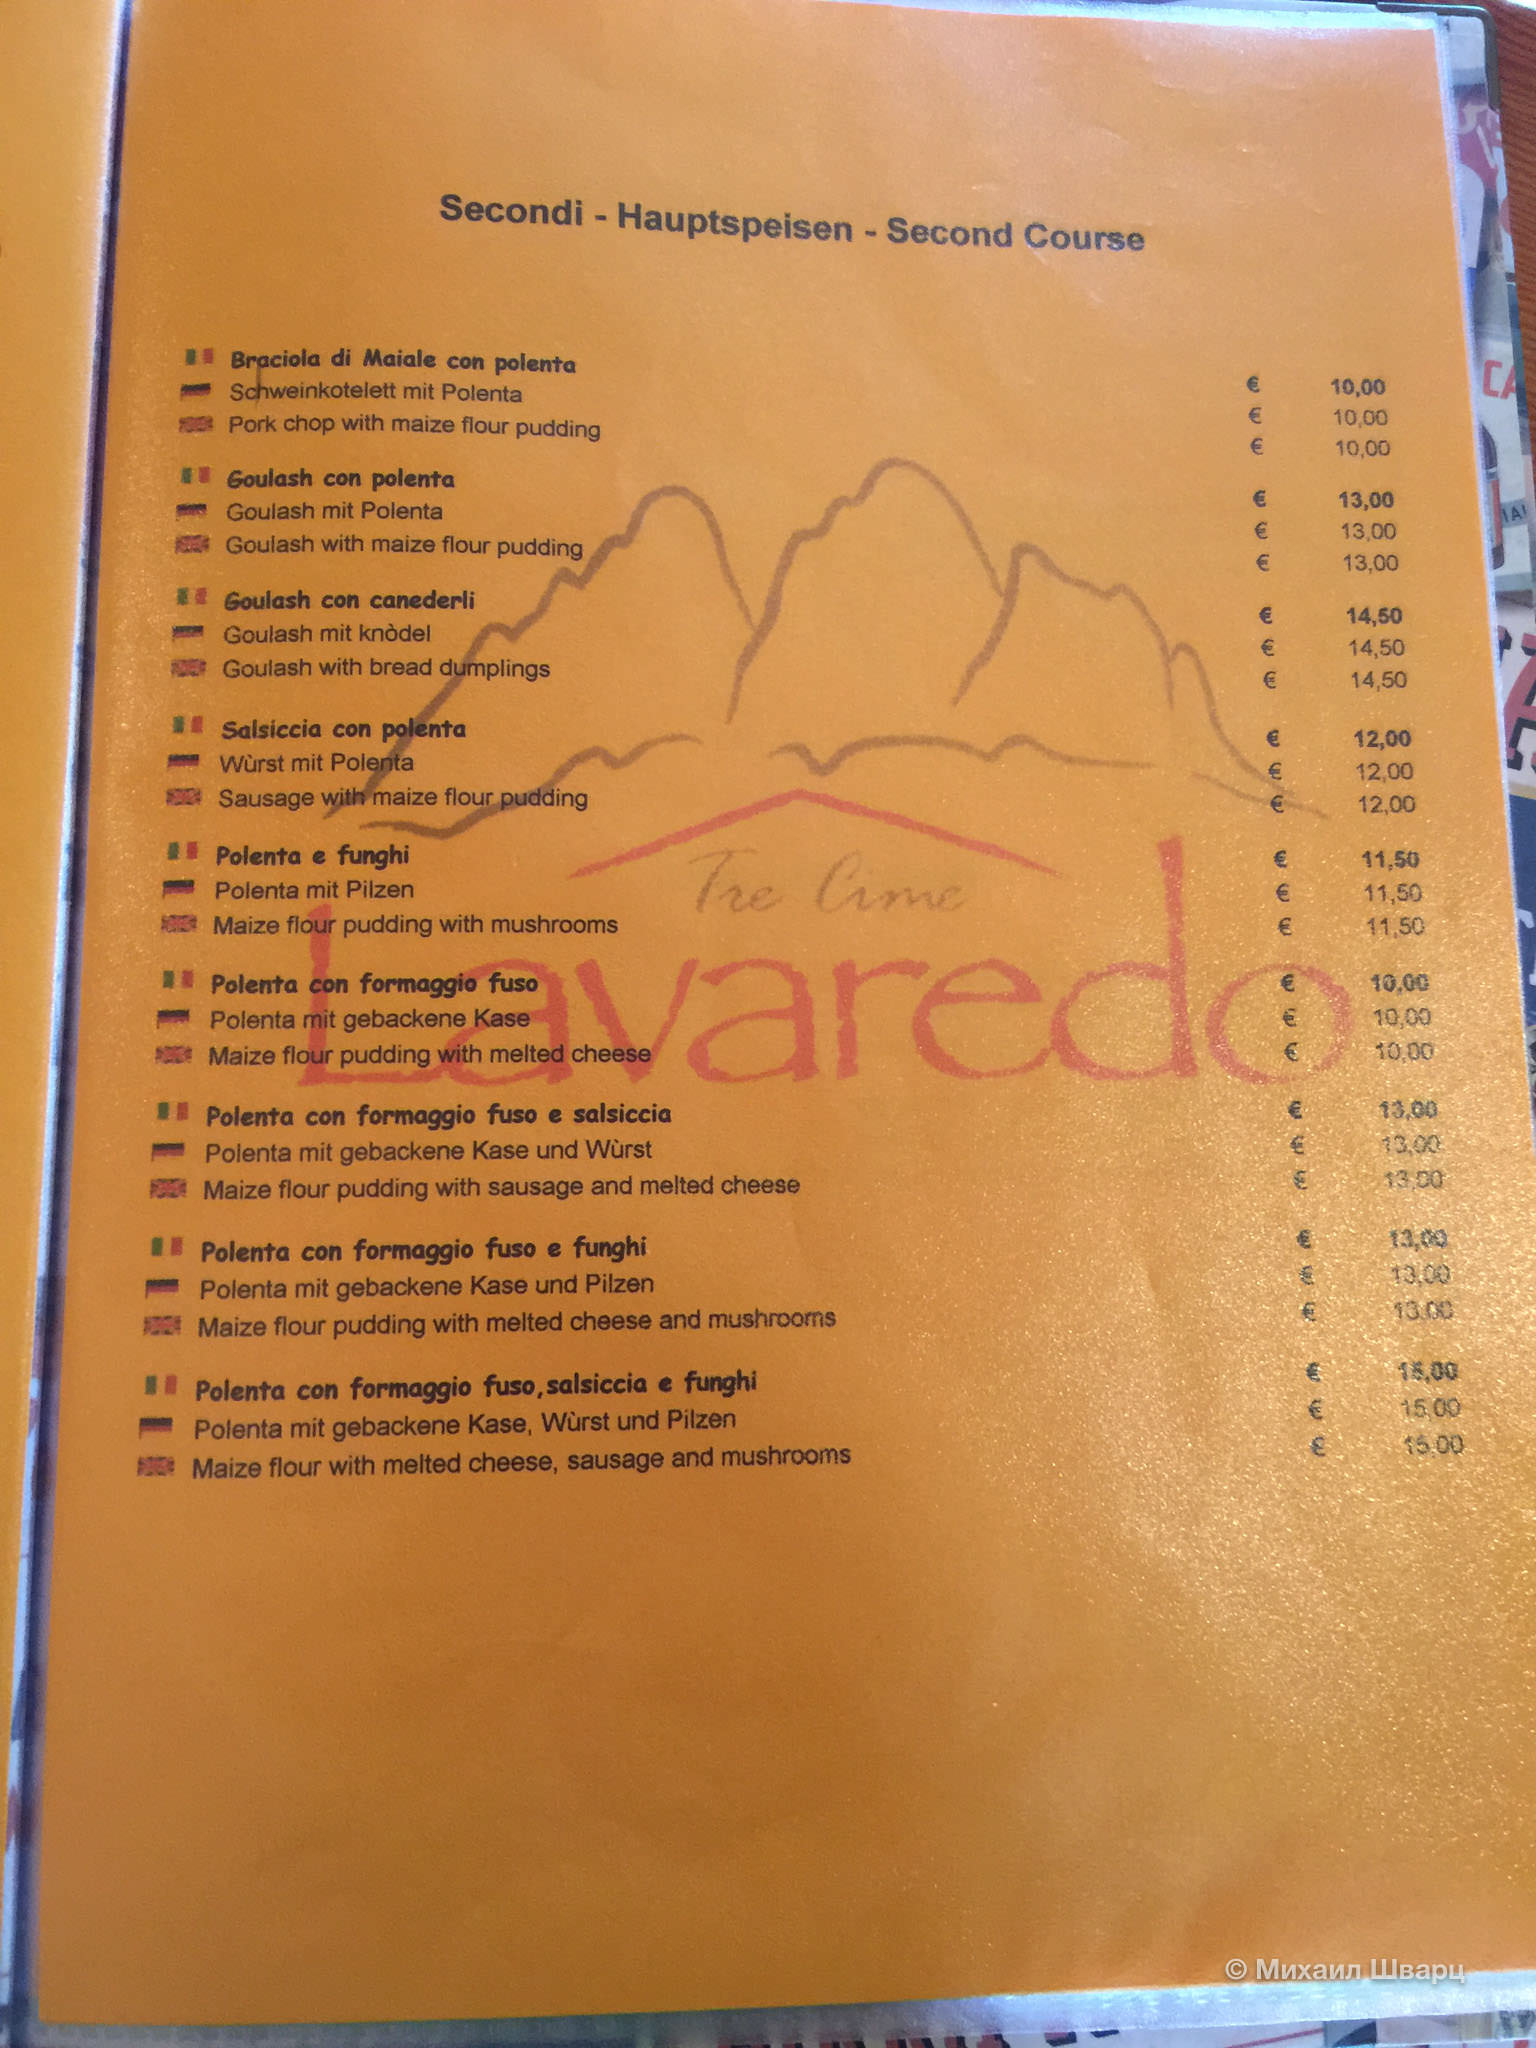 Secondi - Hauptspeisen - Second Course
Braciola di Maiale con polenta € 10,00
Schweinkotelett mit Polenta € 10,00
Pork chop with maize flour pudding € 10,00
Goulash con polenta € 13,00
Goulash mit Polenta € 13,00
Goulash with maize flour pudding € 13,00
Goulash con canederli € 14,50
Goulash mit knòdel € 14,50
Goulash with bread dumplings € 14,50
Salsiccia con polenta € 12,00
Wùrst mit Polenta € 12,00
Sausage with maize flour pudding € 12,00
Polenta e funghi € 11,50
Polenta mit Pilzen € 11,50
Maize flour pudding with mushrooms € 11,50
Tre Cime
Lavaredo
Polenta con formaggio fuso € 10,00
Polenta mit gebackene Kase € 10,00
Maize flour pudding with melted cheese € 10,00
Polenta con formaggio fuso e salsiccia € 13,00
Polenta mit gebackene Kase und Wùrst € 13,00
Maize flour pudding with sausage and melted cheese € 13,00
Polenta con formaggio fuso e funghi € 13,00
Polenta mit gebackene Kase und Pilzen € 13,00
Maize flour pudding with melted cheese and mushrooms € 13,00
Polenta con formaggio fuso,salsiccia e funghi € 15,00
Polenta mit gebackene Kase, Wùrst und Pilzen € 15,00
Maize flour with melted cheese, sausage and mushrooms € 15,00
© Михаил Шварц